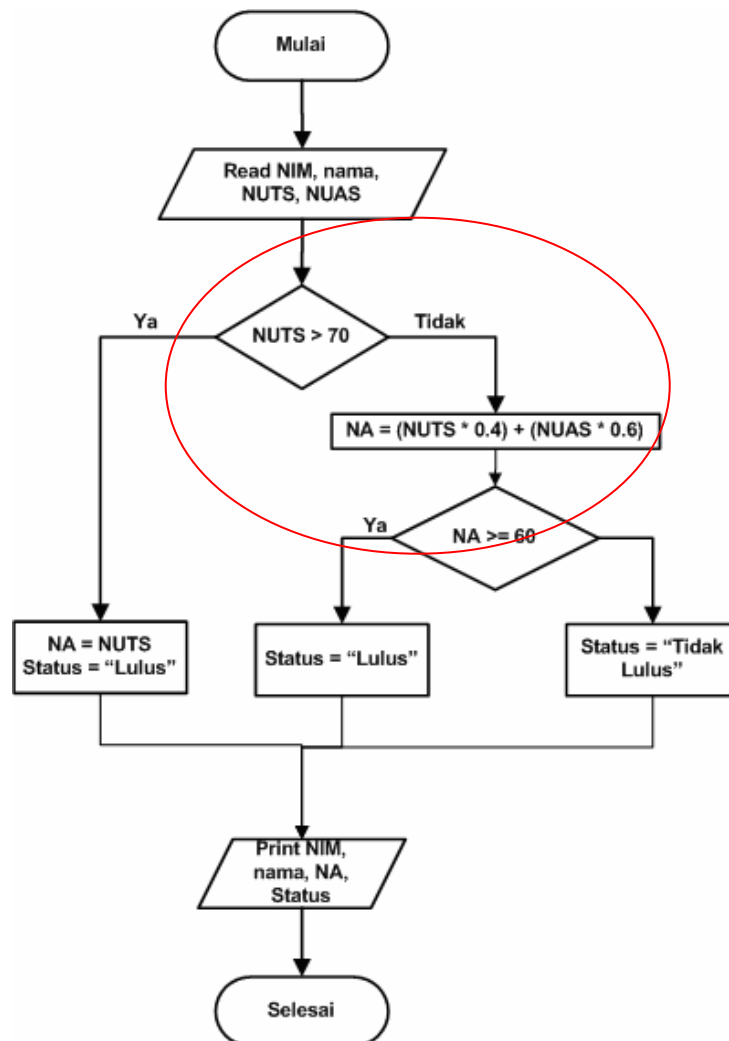 Mulai
Read NIM, nama,
NUTS, NUAS
Ya
NUTS > 70
Tidak
NA = (NUTS * 0.4) + (NUAS * 0.6)
Ya
NA >= 60
NA = NUTS
Status = “Lulus”
Status = “Lulus”
Status = “Tidak
Lulus”
Print NIM,
nama, NA,
Status
Selesai